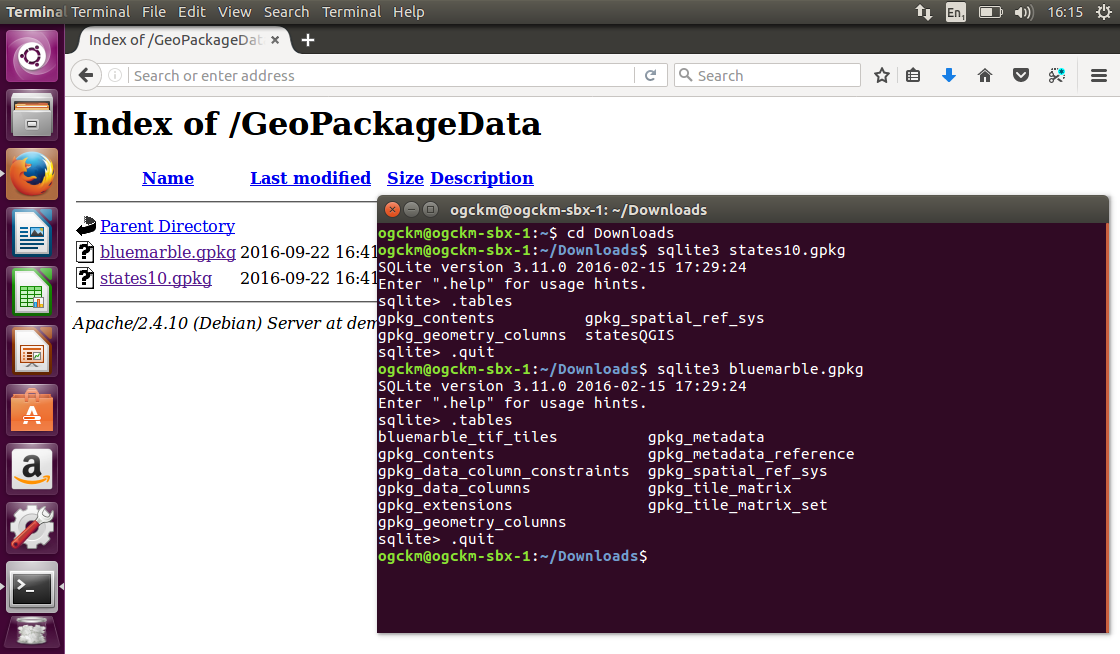 Terminal Terminal File Edit View Search Terminal Help En1 16:15
Index of /GeoPackageDat
Search or enter address Search
Index of /GeoPackageData
Name Last modified Size Description
Parent Directory
bluemarble.gpkg 2016-09-22 16:41
states10.gpkg 2016-09-22 16:41
Apache/2.4.10 (Debian) Server at dem
ogckm@ogckm-sbx-1: ~/Downloads
ogckm@ogckm-sbx-1:~$ cd Downloads
ogckm@ogckm-sbx-1:~/Downloads$ sqlite3 states10.gpkg
SQLite version 3.11.0 2016-02-15 17:29:24
Enter ".help" for usage hints.
sqlite> .tables
gpkg_contents gpkg_spatial_ref_sys
gpkg_geometry_columns statesQGIS
sqlite> .quit
ogckm@ogckm-sbx-1:~/Downloads$ sqlite3 bluemarble.gpkg
SQLite version 3.11.0 2016-02-15 17:29:24
Enter ".help" for usage hints.
sqlite> .tables
bluemarble_tif_tiles gpkg_metadata
gpkg_contents gpkg_metadata_reference
gpkg_data_column_constraints gpkg_spatial_ref_sys
gpkg_data_columns gpkg_tile_matrix
gpkg_extensions gpkg_tile_matrix_set
gpkg_geometry_columns
sqlite> .quit
ogckm@ogckm-sbx-1:~/Downloads$